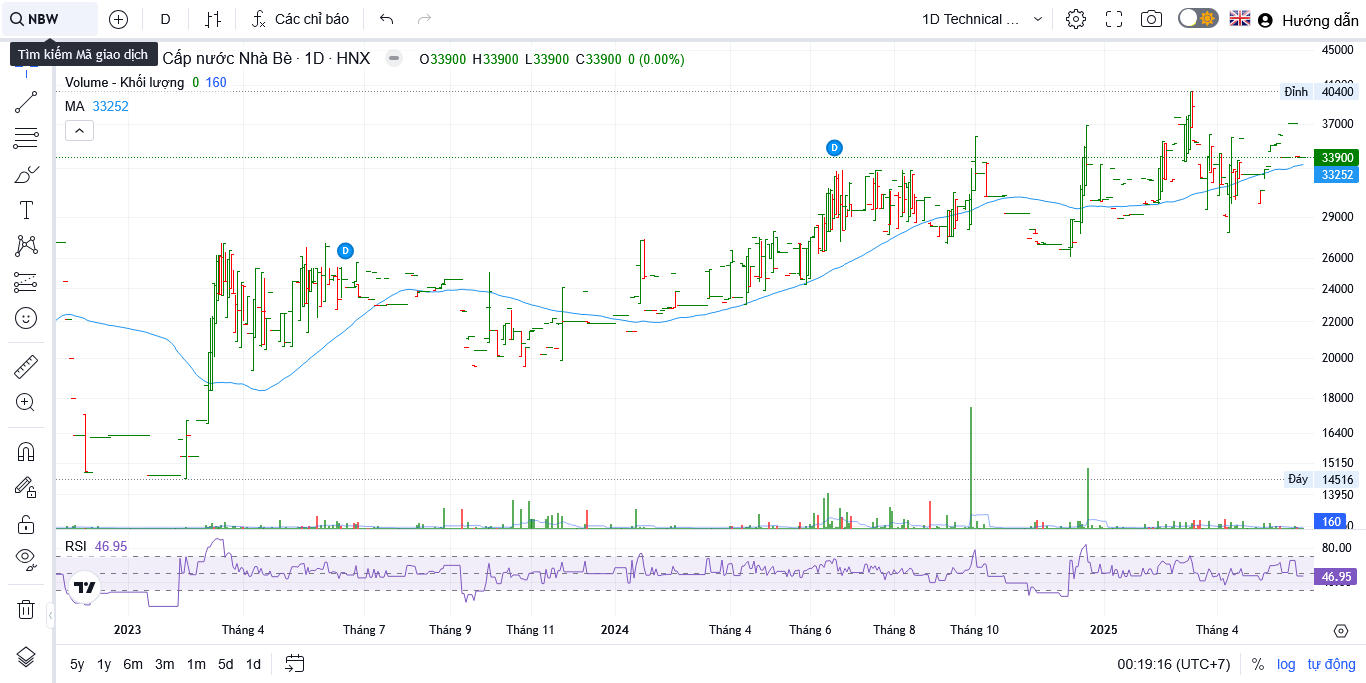 NBW
D
Các chỉ báo
1D Technical ...
Hướng dẫn
Tìm kiếm Mã giao dịch
Cấp nước Nhà Bè · 1D · HNX
O33900 H33900 L33900 C33900 0 (0.00%)
Volume - Khối lượng 0 160
MA 33252
45000
Đỉnh 40400
37000
D
33900
33252
29000
D
26000
24000
22000
20000
18000
16400
15150
Đáy 14516
13950
160
RSI 46.95
80.00
46.95
2023 Tháng 4 Tháng 7 Tháng 9 Tháng 11 2024 Tháng 4 Tháng 6 Tháng 8 Tháng 10 2025 Tháng 4
5y 1y 6m 3m 1m 5d 1d
00:19:16 (UTC+7) % log tự động